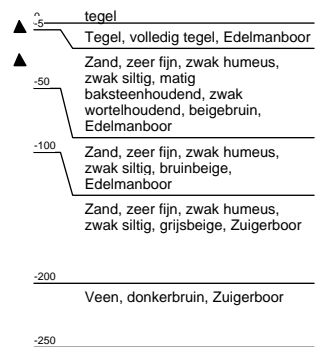 tegel
-5
Tegel, volledig tegel, Edelmanboor
Zand, zeer fijn, zwak humeus,
zwak siltig, matig
baksteenhoudend, zwak
wortelhoudend, beigebruin,
Edelmanboor
-50
Zand, zeer fijn, zwak humeus,
zwak siltig, bruinbeige,
Edelmanboor
-100
Zand, zeer fijn, zwak humeus,
zwak siltig, grijsbeige, Zuigerboor
-200
Veen, donkerbruin, Zuigerboor
-250